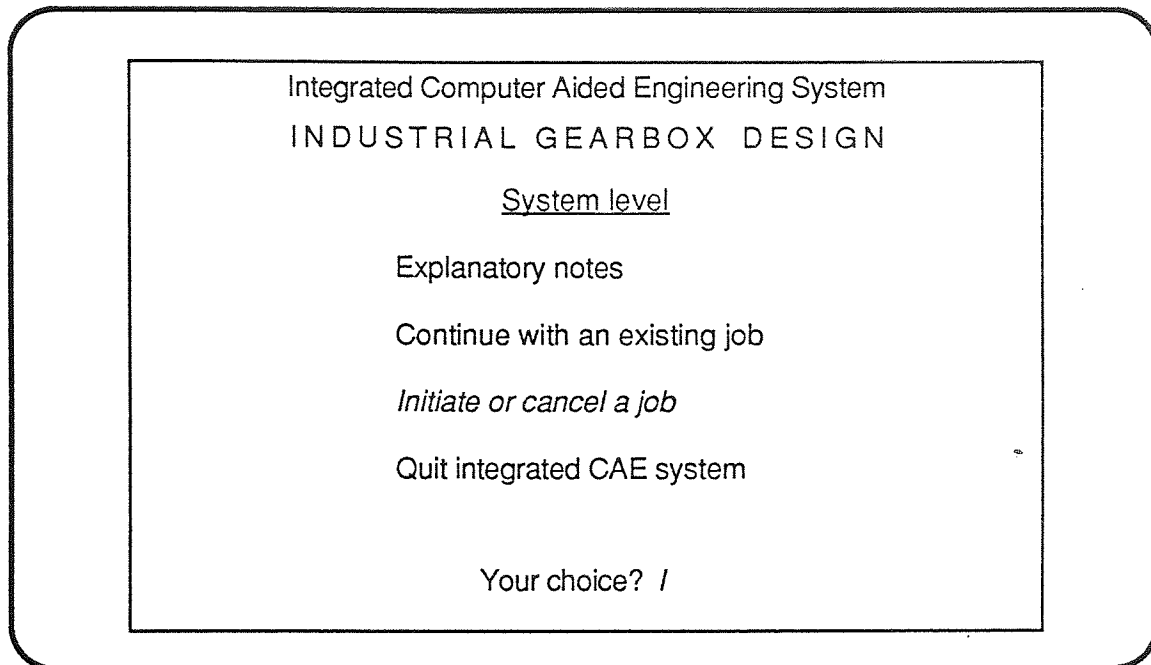 Integrated Computer Aided Engineering System
INDUSTRIAL GEARBOX DESIGN
System level
Explanatory notes
Continue with an existing job
Initiate or cancel a job
Quit integrated CAE system
Your choice? I